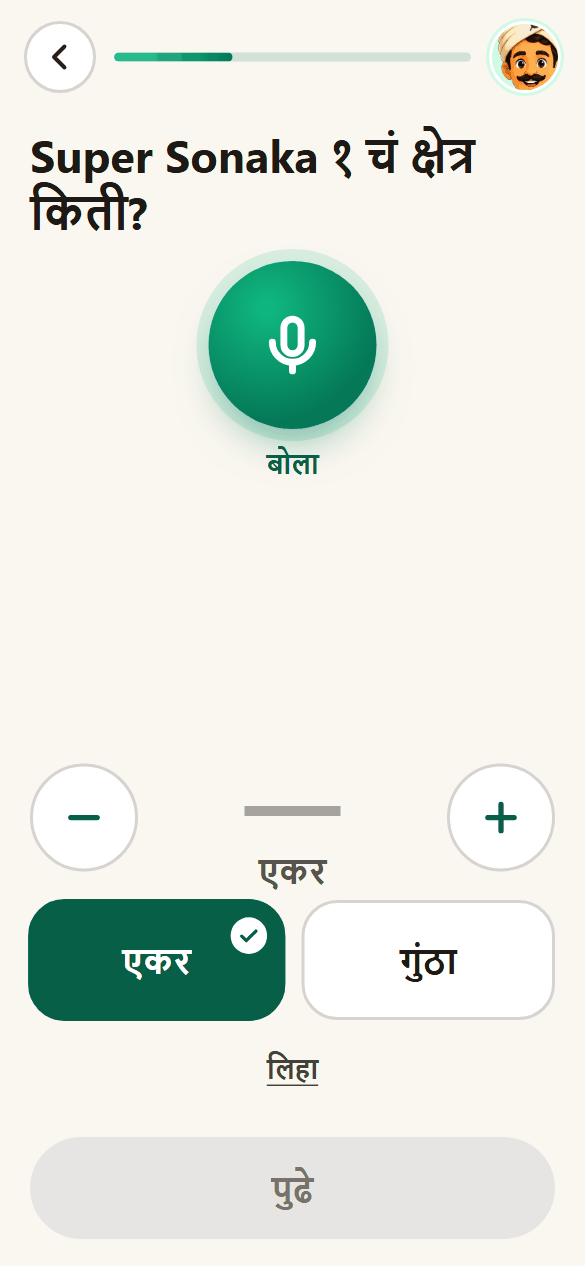 Super Sonaka १ चं क्षेत्र
किती?
बोला
एकर
एकर
गुंठा
लिहा
पुढे